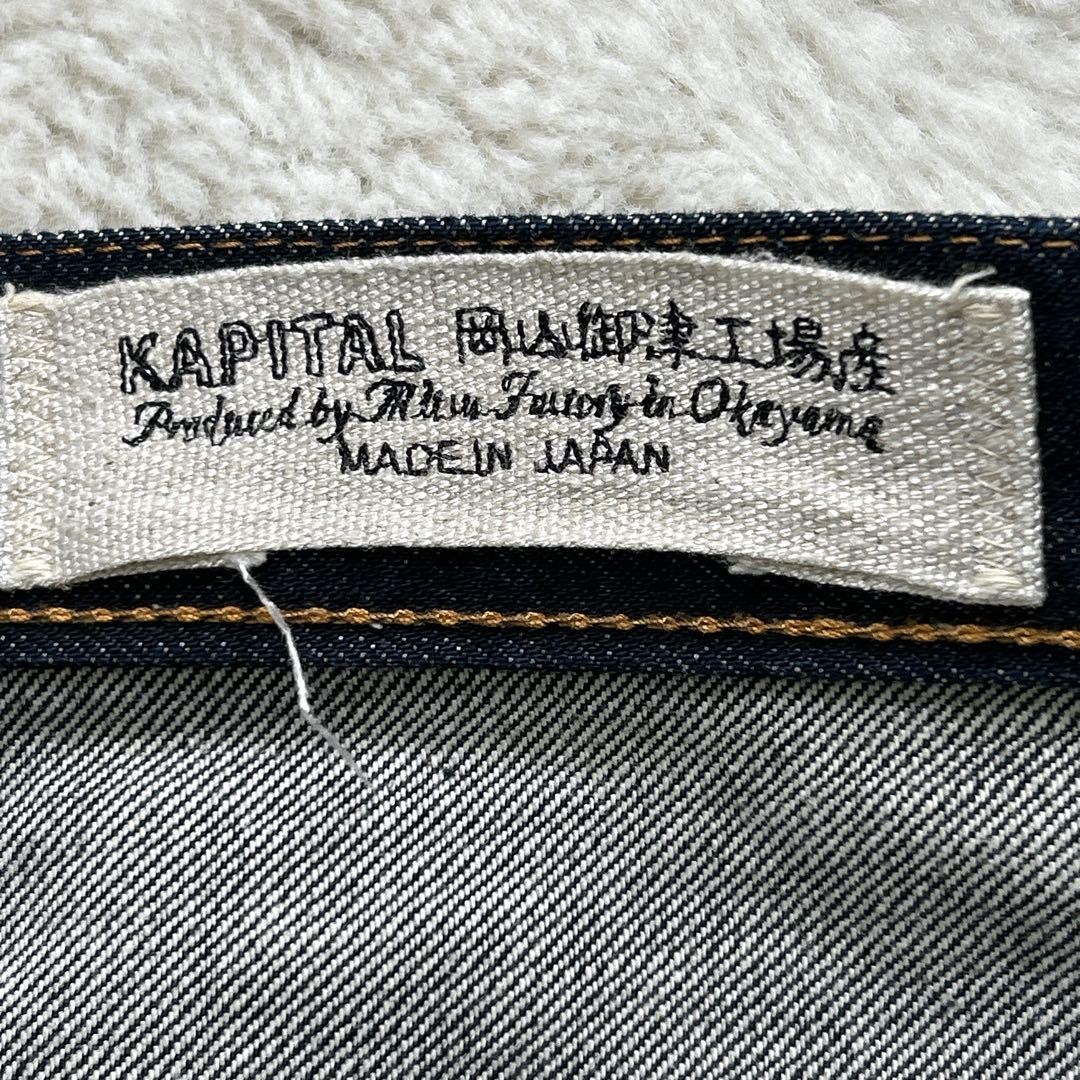 KAPITAL 岡山御津工場産
Produced by Mitsu Factory in Okayama
MADE IN JAPAN